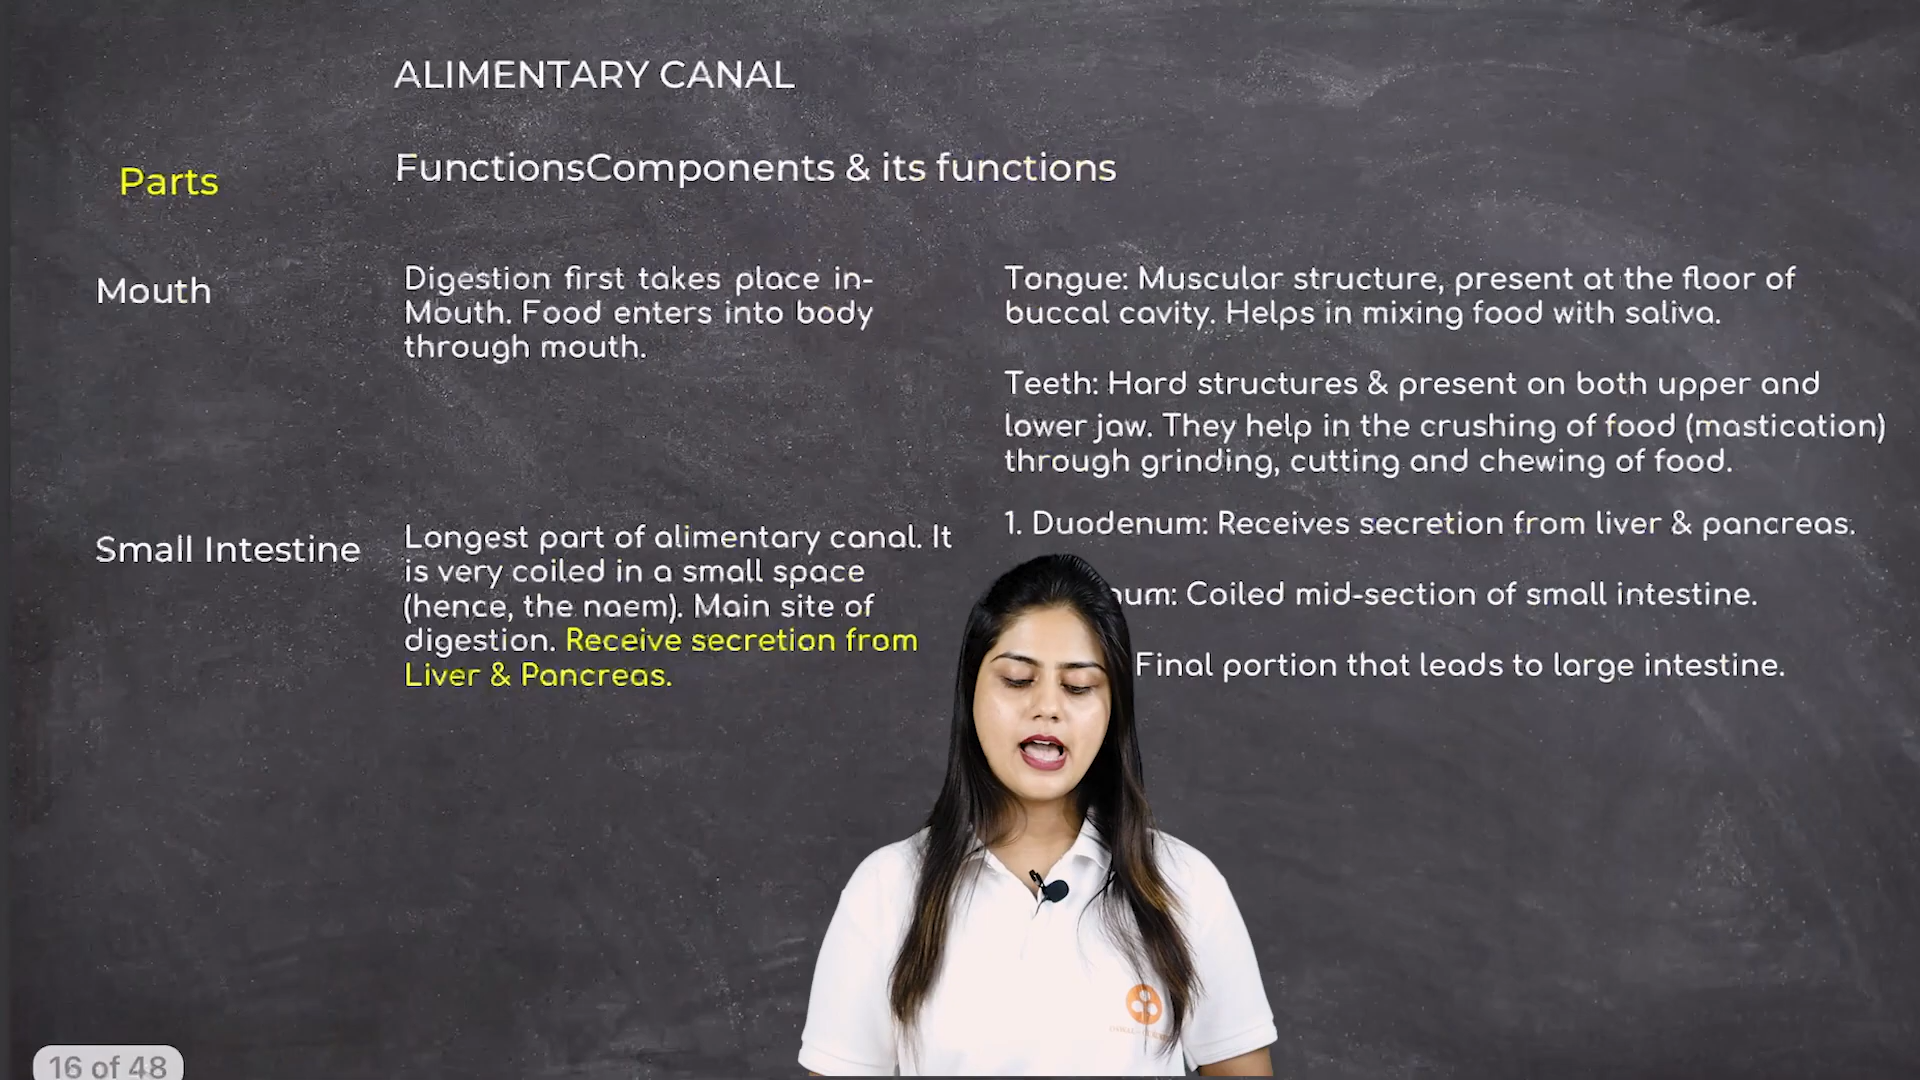 ALIMENTARY CANAL
Parts
FunctionsComponents & its functions
Mouth
Digestion first takes place in-
Mouth. Food enters into body
through mouth.
Tongue: Muscular structure, present at the floor of
buccal cavity. Helps in mixing food with saliva.
Teeth: Hard structures & present on both upper and
lower jaw. They help in the crushing of food (mastication)
through grinding, cutting and chewing of food.
Small Intestine
Longest part of alimentary canal. It
is very coiled in a small space
(hence, the naem). Main site of
digestion. Receive secretion from
Liver & Pancreas.
1. Duodenum: Receives secretion from liver & pancreas.
num: Coiled mid-section of small intestine.
Final portion that leads to large intestine.
16 of 48